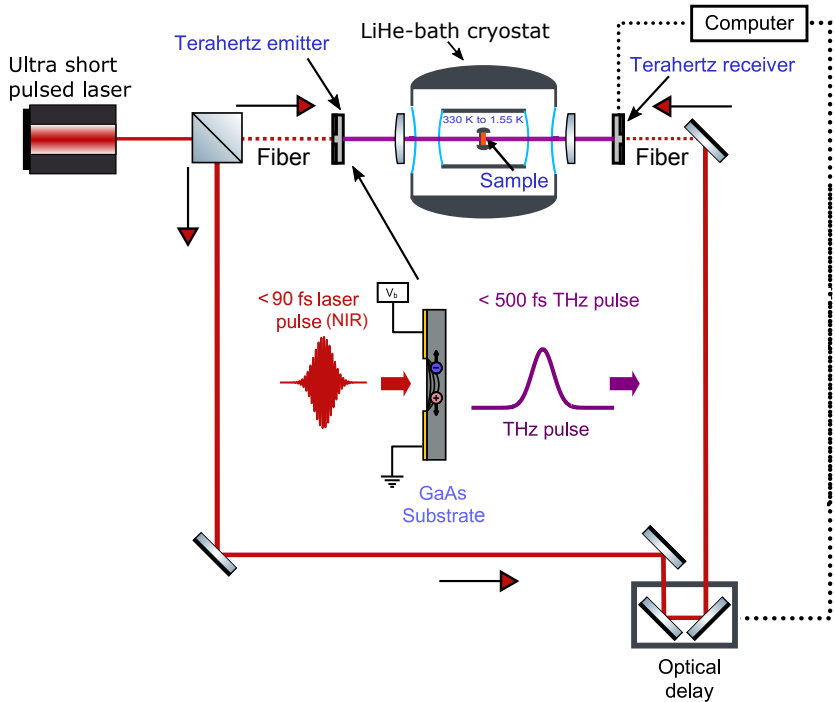 Computer
LiHe-bath cryostat
Terahertz emitter
Ultra short
pulsed laser
Terahertz receiver
330 K to 1.55 K
Fiber
Fiber
Sample
Vb
< 90 fs laser
pulse (NIR)
< 500 fs THz pulse
THz pulse
GaAs
Substrate
Optical
delay